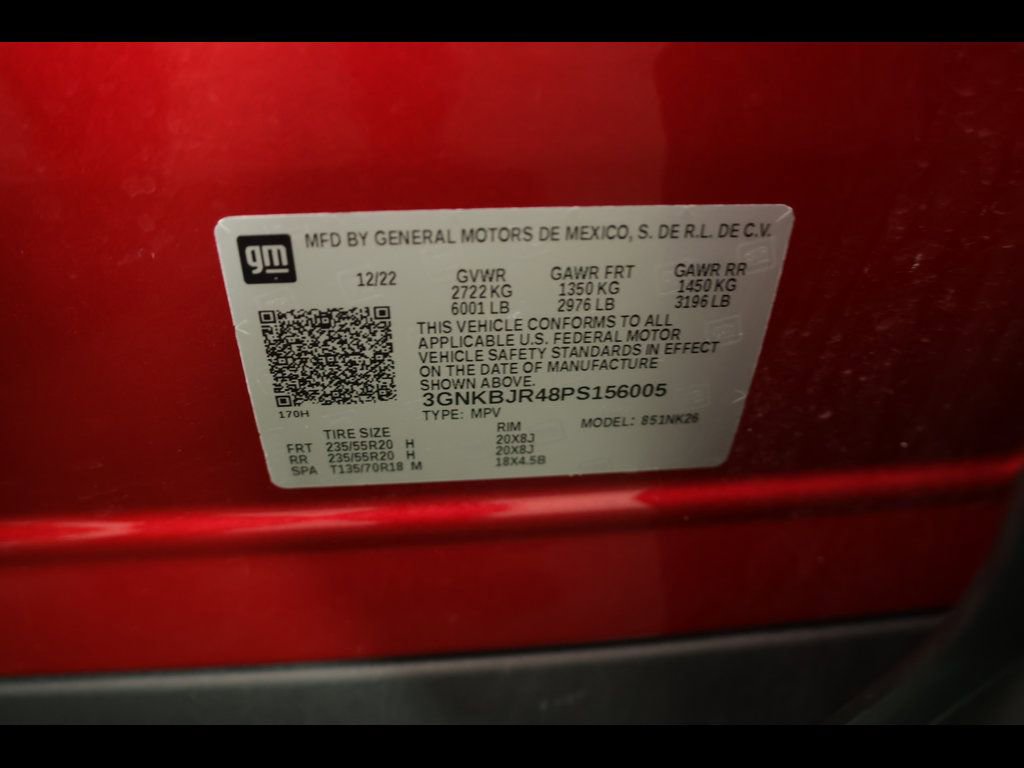 gm
MFD BY GENERAL MOTORS DE MEXICO, S. DE R.L. DE C.V.
12/22 GVWR GAWR FRT GAWR RR
2722 KG 1350 KG 1450 KG
6001 LB 2976 LB 3196 LB
THIS VEHICLE CONFORMS TO ALL
APPLICABLE U.S. FEDERAL MOTOR
VEHICLE SAFETY STANDARDS IN EFFECT
ON THE DATE OF MANUFACTURE
SHOWN ABOVE.
3GNKBJR48PS156005
170H
TYPE: MPV MODEL: 851NK26
TIRE SIZE RIM
FRT 235/55R20 H 20X8J
RR 235/55R20 H 20X8J
SPA T135/70R18 M 18X4.5B